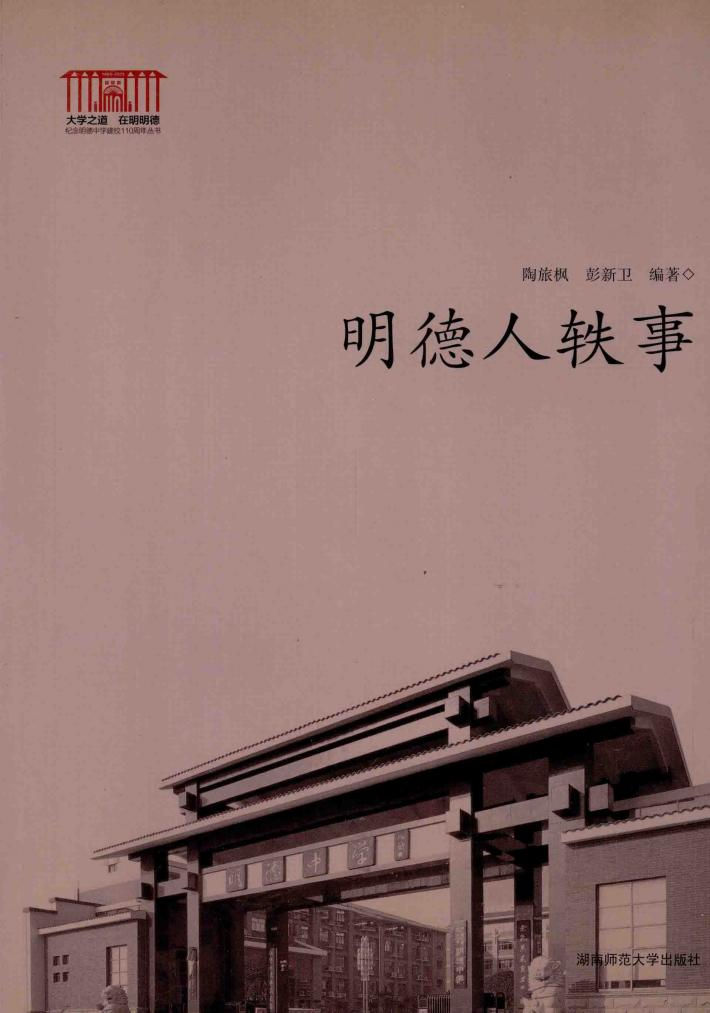 大学之道 在明明德
纪念明德中学建校110周年丛书
陶旅枫 彭新卫 编著◇
明德人轶事
明德中学
湖南师范大学出版社